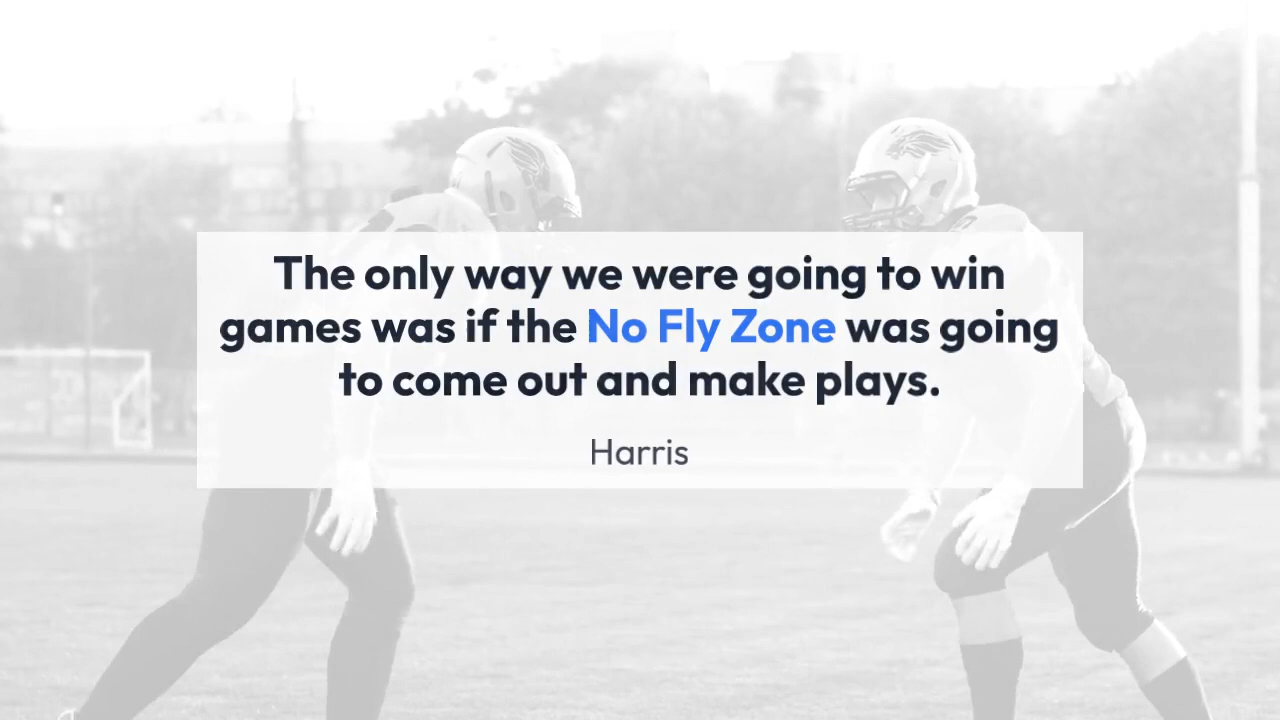 The only way we were going to win
games was if the No Fly Zone was going
to come out and make plays.
Harris